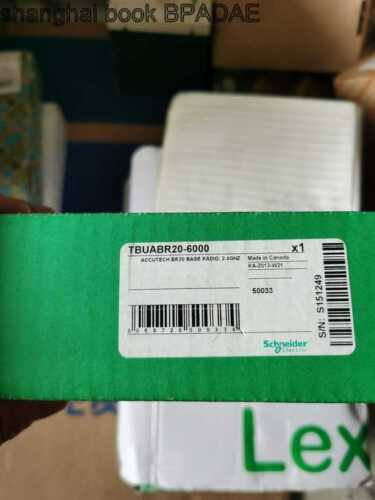 shanghai book BPADAE
TBUABR20-6000 x1
ACCUTECH BR20 BASE RADIO: 2.4GHZ
Made in Canada
KA-2013-W21
50033
S/N: S151249
Schneider
Electric
Lex